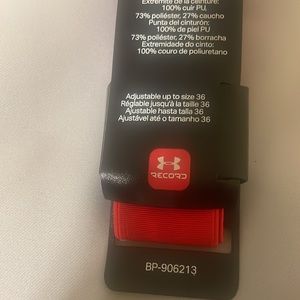 Extremité de la ceinture:
100% cuir PU,
73% poliéster, 27% caucho
Punta del cinturón:
100% de piel PU
73% poliéster, 27% borracha
Extremidade do cinto:
100% couro de poliuretano
Adjustable up to size 36
Réglable jusqu'à la taille 36
Ajustable hasta talla 36
Ajustável até o tamanho 36
RECORD
BP-906213